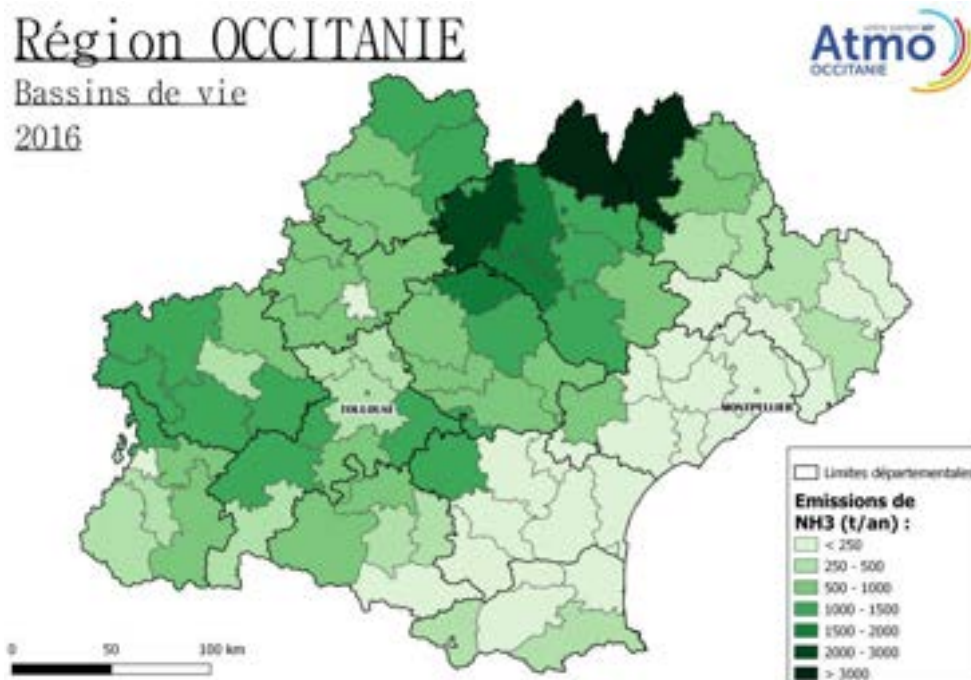 Région OCCITANIE
Bassins de vie
2016
Atmo
OCCITANIE
TOULOUSE
MONTPELLIER
Limites départementales
Emissions de
NH3 (t/an) :
< 250
250 - 500
500 - 1000
1000 - 1500
1500 - 2000
2000 - 3000
> 3000
0 50 100 km